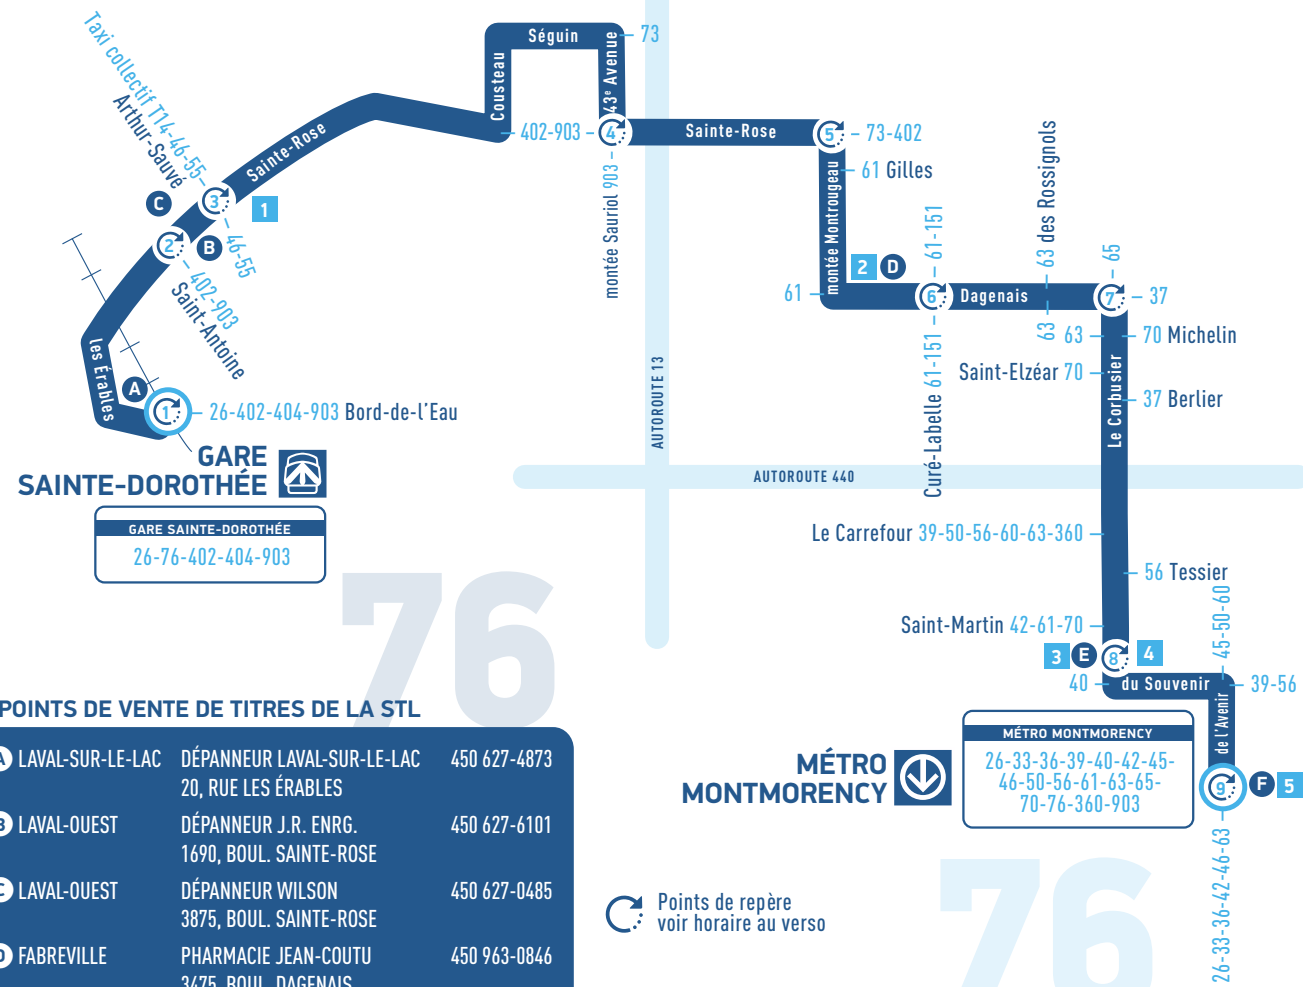 Taxi collectif T14-46-55
Arthur-Sauvé
C
3
1
Sainte-Rose
46-55
2
B
402-903
Saint-Antoine
les Érables
A
1
26-402-404-903 Bord-de-l'Eau
GARE
SAINTE-DOROTHÉE
GARE SAINTE-DOROTHÉE
26-76-402-404-903
Cousteau
Séguin
43e Avenue
73
402-903
4
montée Sauriol 903
Sainte-Rose
5
73-402
61 Gilles
montée Montrougeau
2 D
61
6
61-151
Curé-Labelle 61-151
Dagenais
63 des Rossignols
63
65
7
37
63
70 Michelin
Saint-Elzéar 70
37 Berlier
Le Corbusier
AUTOROUTE 13
AUTOROUTE 440
Le Carrefour 39-50-56-60-63-360
56 Tessier
Saint-Martin 42-61-70
45-50-60
3 E 8 4
40
du Souvenir
39-56
de l'Avenir
MÉTRO
MONTMORENCY
MÉTRO MONTMORENCY
26-33-36-39-40-42-45-
46-50-56-61-63-65-
70-76-360-903
9
F 5
26-33-36-42-46-63
76
POINTS DE VENTE DE TITRES DE LA STL
A LAVAL-SUR-LE-LAC DÉPANNEUR LAVAL-SUR-LE-LAC 450 627-4873
20, RUE LES ÉRABLES
B LAVAL-OUEST DÉPANNEUR J.R. ENRG. 450 627-6101
1690, BOUL. SAINTE-ROSE
C LAVAL-OUEST DÉPANNEUR WILSON 450 627-0485
3875, BOUL. SAINTE-ROSE
D FABREVILLE PHARMACIE JEAN-COUTU 450 963-0846
3475, BOUL. DAGENAIS
Points de repère
voir horaire au verso
76